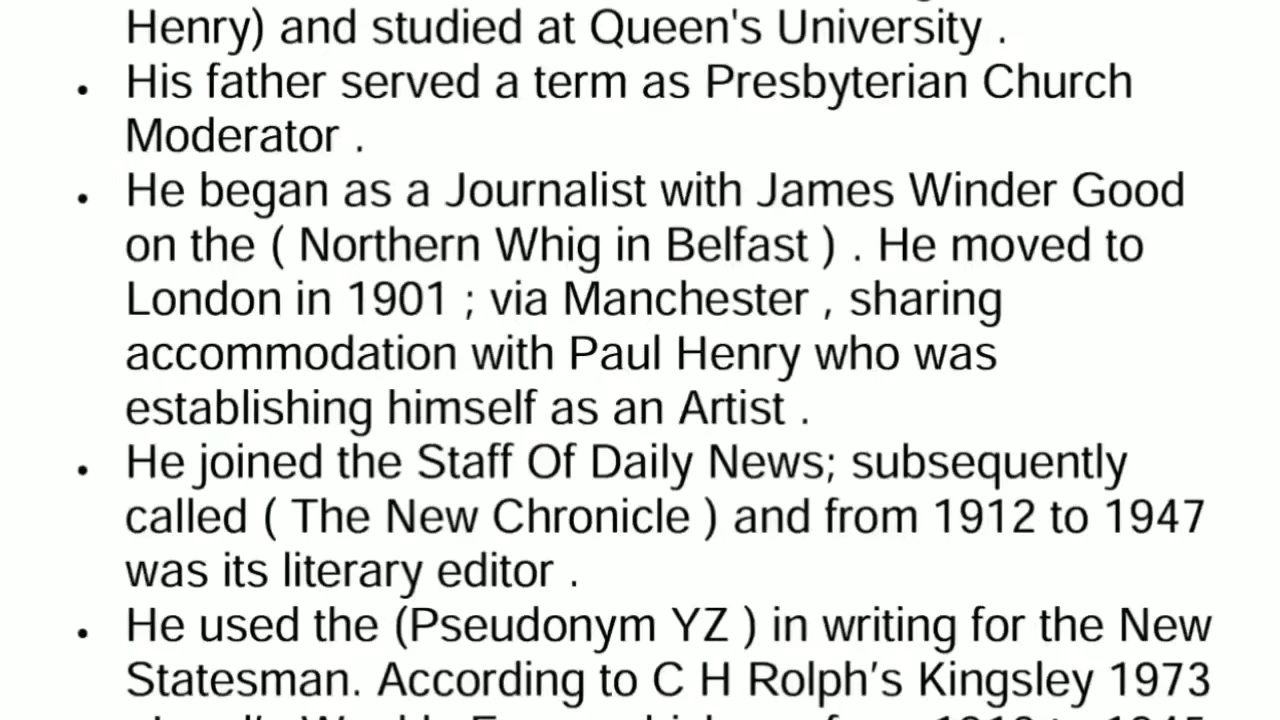 Henry) and studied at Queen's University .
• His father served a term as Presbyterian Church
Moderator .
• He began as a Journalist with James Winder Good
on the ( Northern Whig in Belfast ) . He moved to
London in 1901 ; via Manchester , sharing
accommodation with Paul Henry who was
establishing himself as an Artist .
• He joined the Staff Of Daily News; subsequently
called ( The New Chronicle ) and from 1912 to 1947
was its literary editor .
• He used the (Pseudonym YZ ) in writing for the New
Statesman. According to C H Rolph's Kingsley 1973